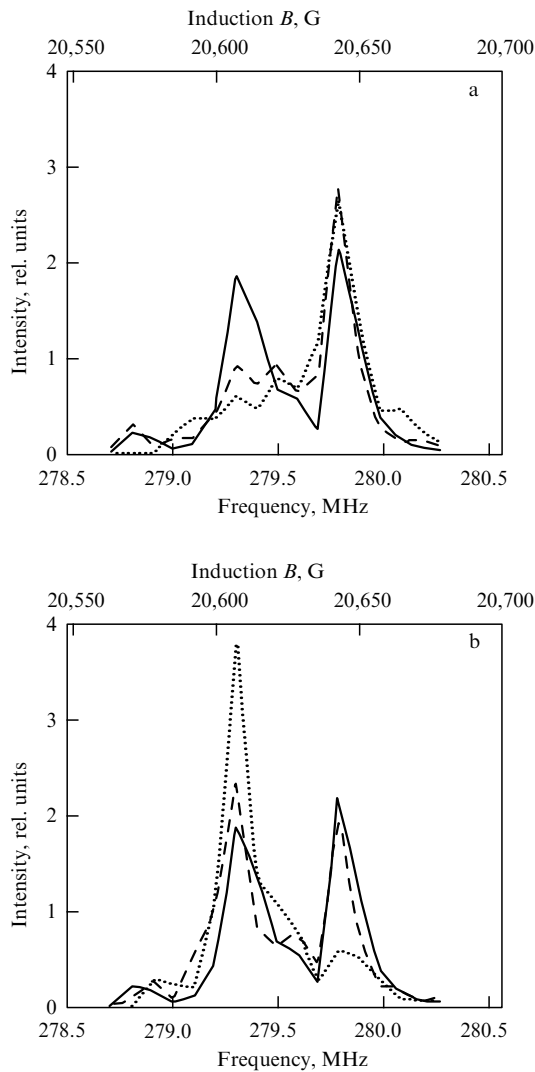 Induction B, G
20,550 20,600 20,650 20,700
a
4
3
2
1
0
Intensity, rel. units
278.5 279.0 279.5 280.0 280.5
Frequency, MHz
Induction B, G
20,550 20,600 20,650 20,700
b
4
3
2
1
0
Intensity, rel. units
278.5 279.0 279.5 280.0 280.5
Frequency, MHz